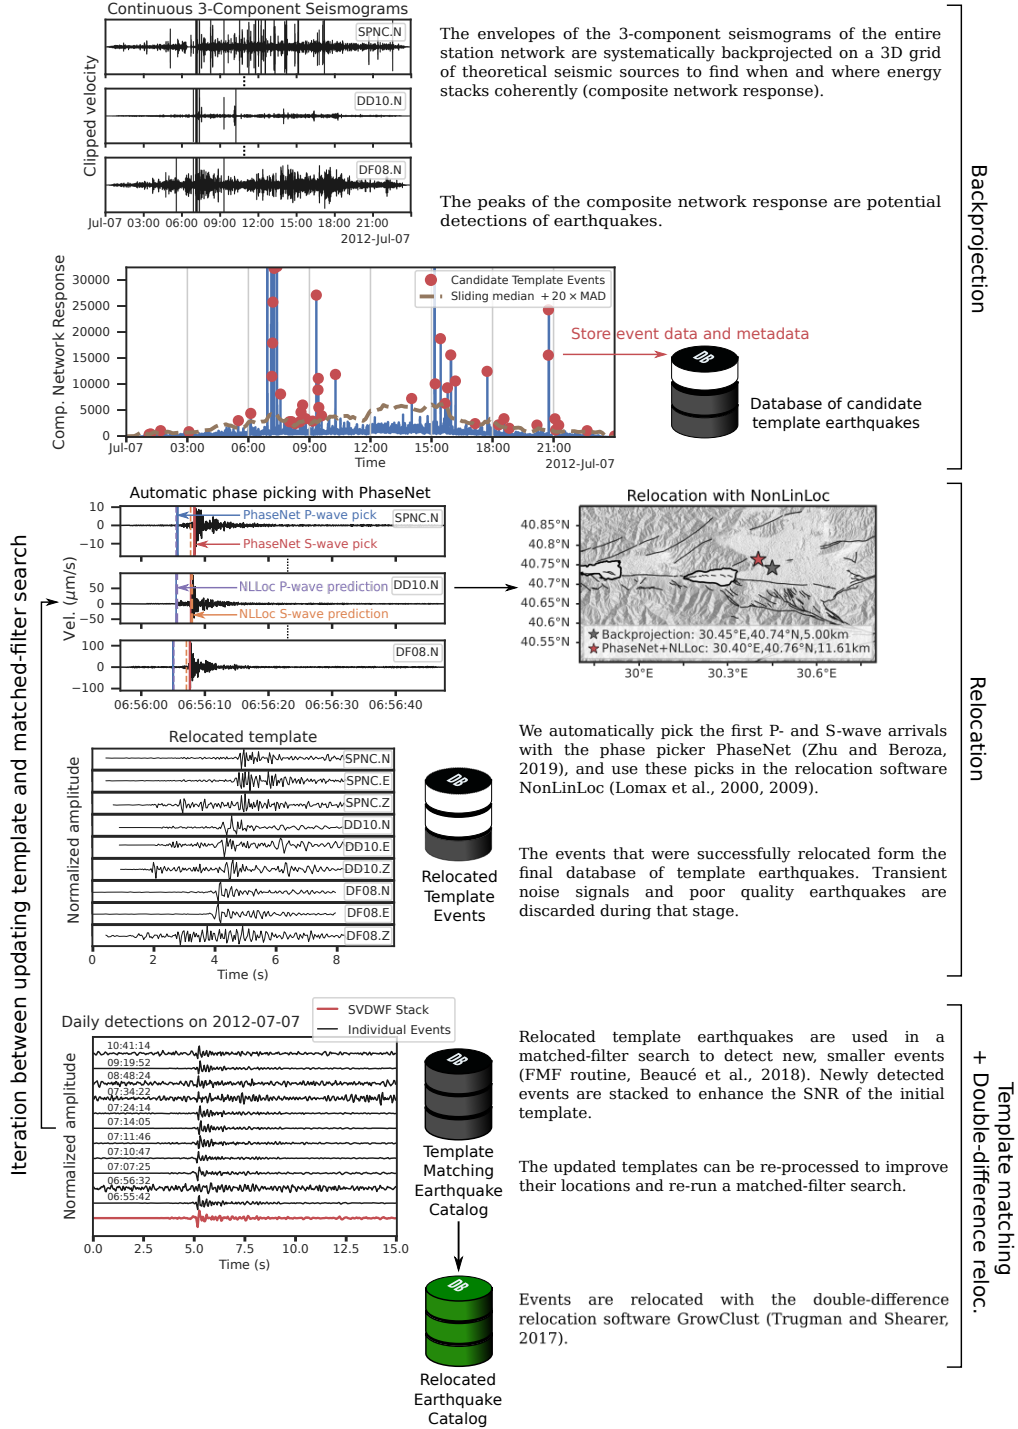 Continuous 3-Component Seismograms
SPNC.N
DD10.N
DF08.N
Clipped velocity
Jul-07 03:00 06:00 09:00 12:00 15:00 18:00 21:00
2012-Jul-07
The envelopes of the 3-component seismograms of the entire
station network are systematically backprojected on a 3D grid
of theoretical seismic sources to find when and where energy
stacks coherently (composite network response).
The peaks of the composite network response are potential
detections of earthquakes.
Backprojection
Comp. Network Response
30000
25000
20000
15000
10000
5000
0
Candidate Template Events
Sliding median + 20 × MAD
Jul-07 03:00 06:00 09:00 12:00 15:00 18:00 21:00
Time
2012-Jul-07
Store event data and metadata
DB
Database of candidate
template earthquakes
Iteration between updating template and matched-filter search
Automatic phase picking with PhaseNet
Vel. (μm/s)
10
0
−10
PhaseNet P-wave pick
SPNC.N
PhaseNet S-wave pick
50
0
−50
NLLoc P-wave prediction
DD10.N
NLLoc S-wave prediction
100
0
−100
DF08.N
06:56:00 06:56:10 06:56:20 06:56:30 06:56:40
Relocation with NonLinLoc
40.85°N
40.8°N
40.75°N
40.7°N
40.65°N
40.6°N
40.55°N
Backprojection: 30.45°E,40.74°N,5.00km
PhaseNet+NLLoc: 30.40°E,40.76°N,11.61km
30°E 30.3°E 30.6°E
Relocation
Relocated template
Normalized amplitude
SPNC.N
SPNC.E
SPNC.Z
DD10.N
DD10.E
DD10.Z
DF08.N
DF08.E
DF08.Z
0 2 4 6 8
Time (s)
DB
Relocated
Template
Events
We automatically pick the first P- and S-wave arrivals
with the phase picker PhaseNet (Zhu and Beroza,
2019), and use these picks in the relocation software
NonLinLoc (Lomax et al., 2000, 2009).
The events that were successfully relocated form the
final database of template earthquakes. Transient
noise signals and poor quality earthquakes are
discarded during that stage.
Daily detections on 2012-07-07
SVDWF Stack
Individual Events
Normalized amplitude
10:41:14
09:19:52
08:48:24
07:34:22
07:24:14
07:14:05
07:11:46
07:10:47
07:07:25
06:56:32
06:55:42
0.0 2.5 5.0 7.5 10.0 12.5 15.0
Time (s)
DB
Template
Matching
Earthquake
Catalog
DB
Relocated
Earthquake
Catalog
Relocated template earthquakes are used in a
matched-filter search to detect new, smaller events
(FMF routine, Beaucé et al., 2018). Newly detected
events are stacked to enhance the SNR of the initial
template.
The updated templates can be re-processed to improve
their locations and re-run a matched-filter search.
Events are relocated with the double-difference
relocation software GrowClust (Trugman and Shearer,
2017).
Template matching
+ Double-difference reloc.